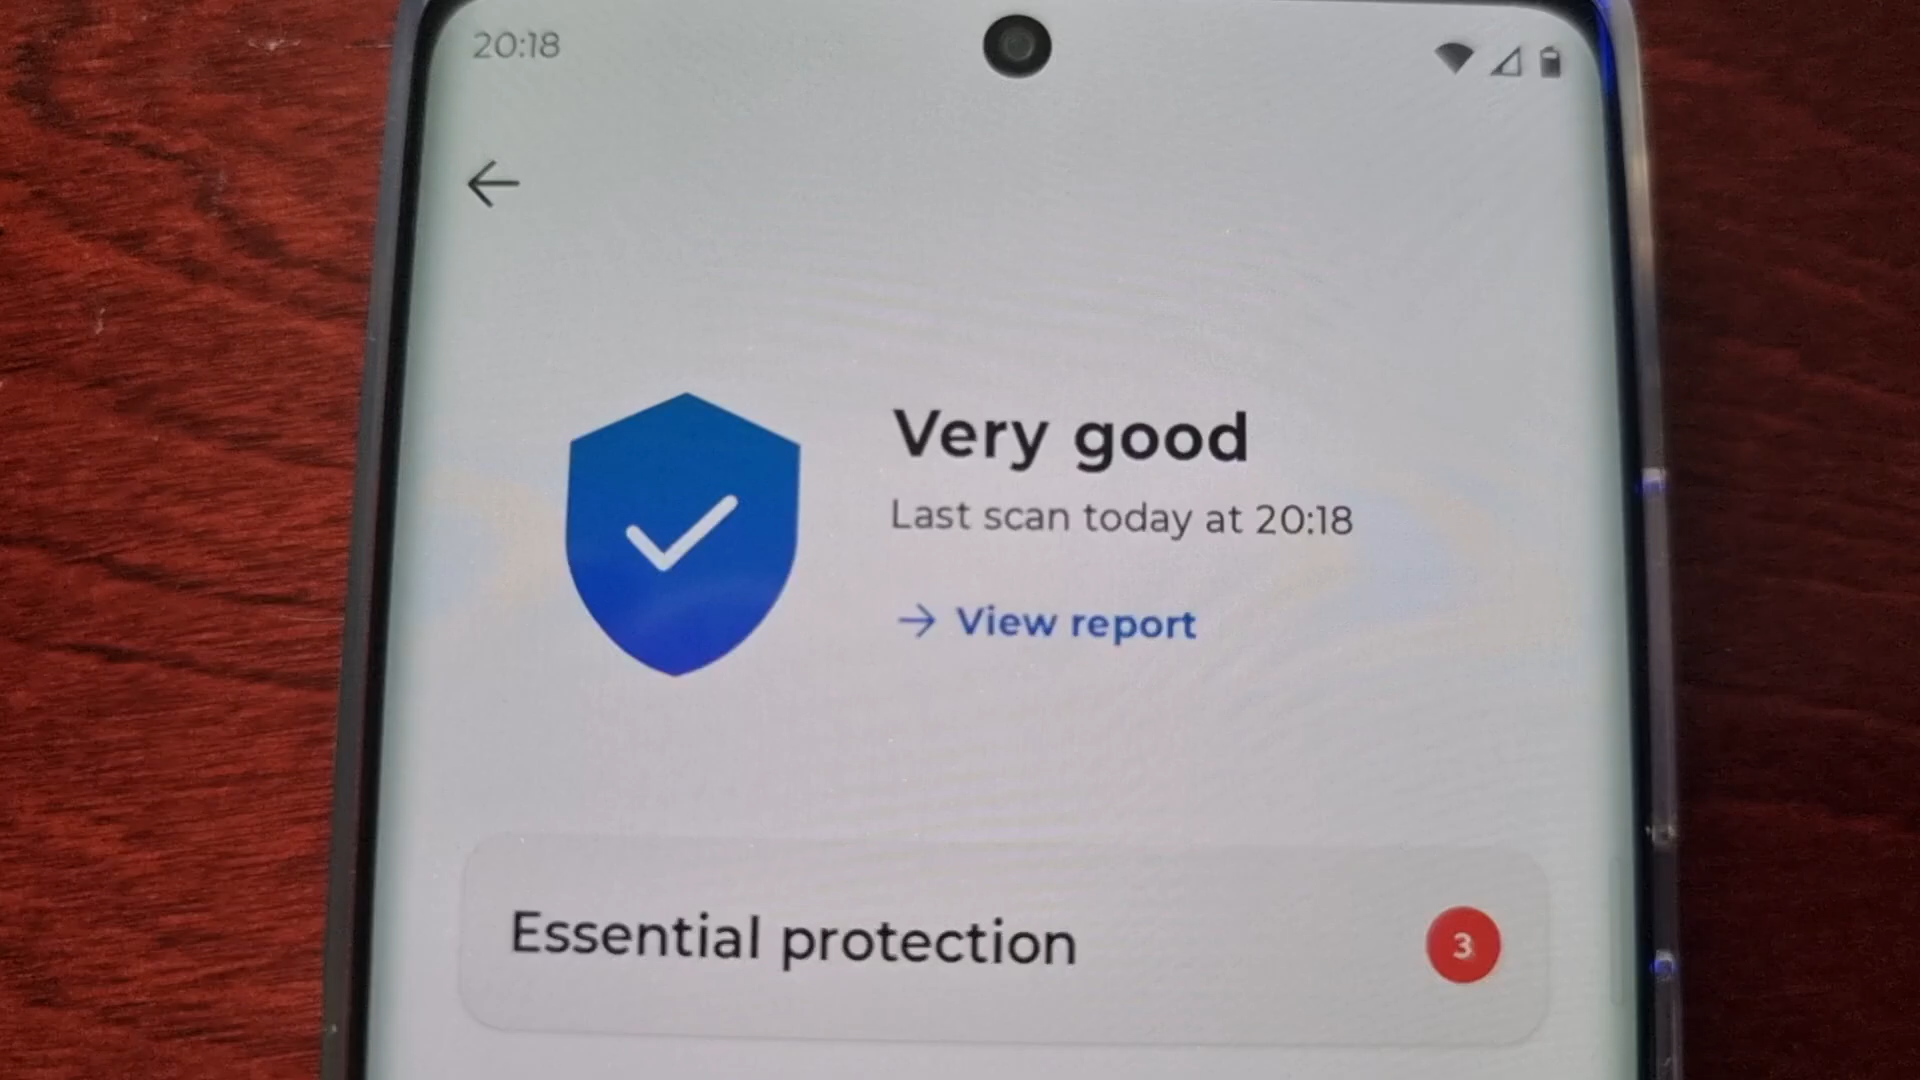 20:18
Very good
Last scan today at 20:18
View report
Essential protection
3